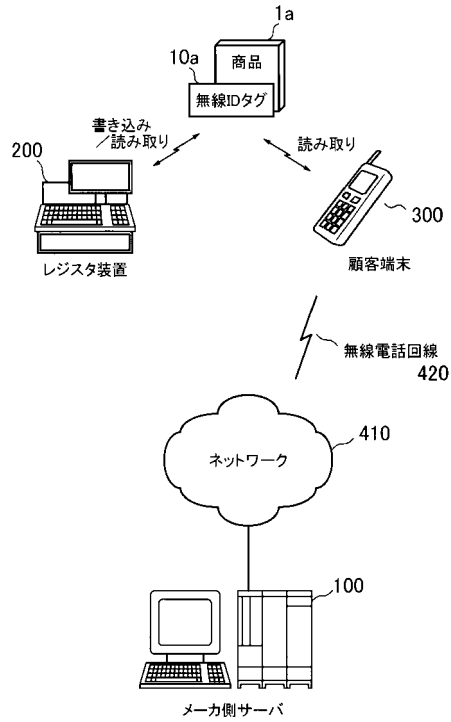 1a
10a
商品
無線IDタグ
書き込み
／読み取り
読み取り
200
300
レジスタ装置
顧客端末
無線電話回線
420
410
ネットワーク
100
メーカ側サーバ